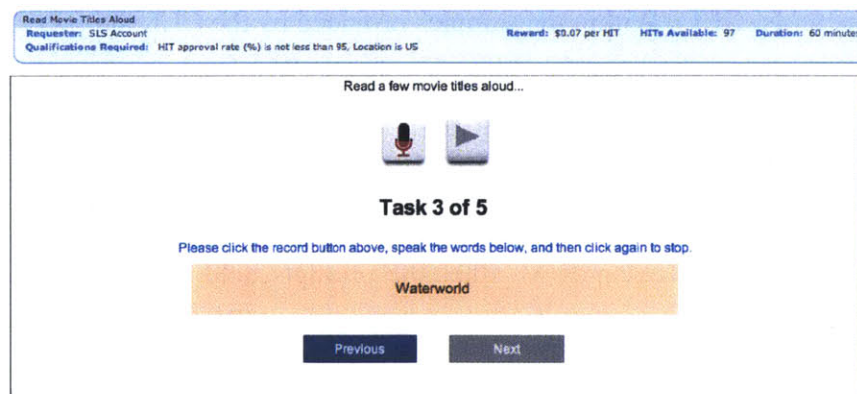 Read Movie Titles Aloud
Requester: SLS Account Reward: $0.07 per HIT HITs Available: 97 Duration: 60 minutes
Qualifications Required: HIT approval rate (%) is not less than 95, Location is US
Read a few movie titles aloud...
Task 3 of 5
Please click the record button above, speak the words below, and then click again to stop.
Waterworld
Previous Next